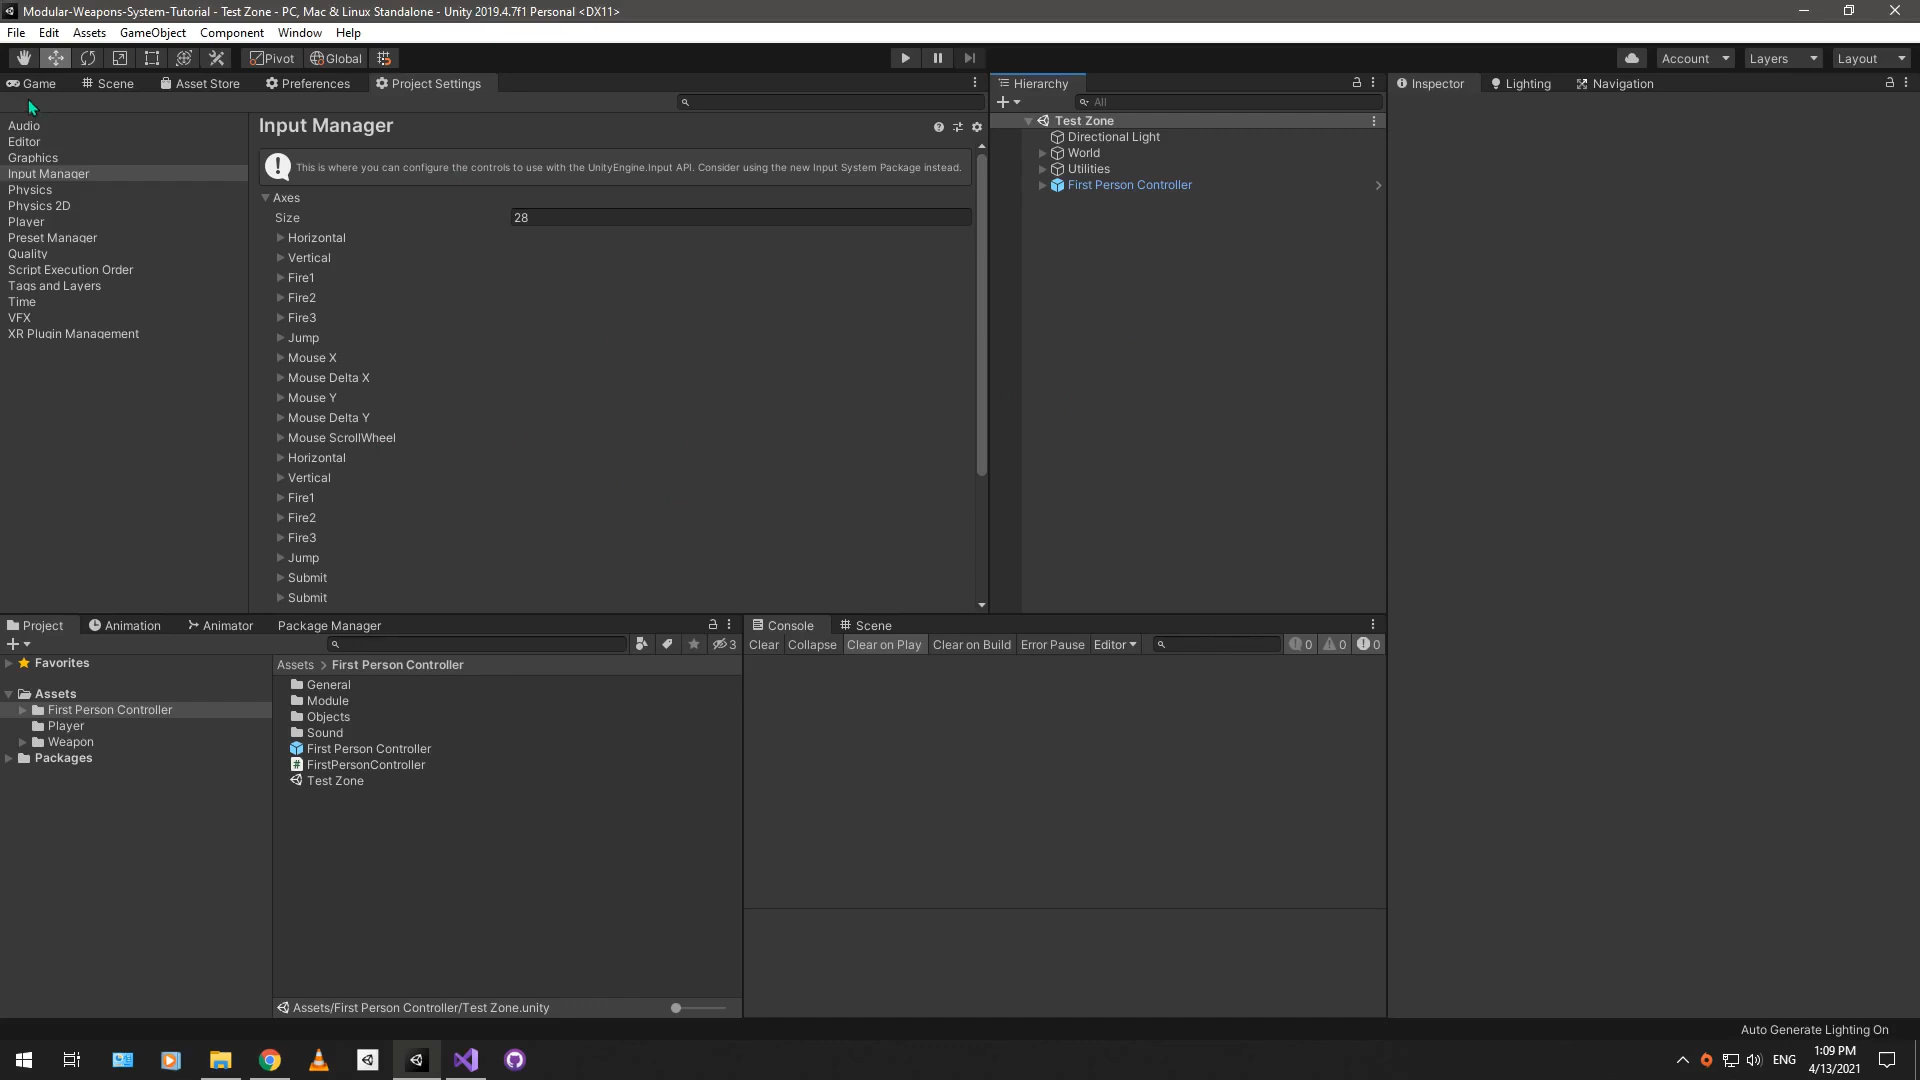 Modular-Weapons-System-Tutorial - Test Zone - PC, Mac & Linux Standalone - Unity 2019.4.7f1 Personal <DX11>
File Edit Assets GameObject Component Window Help
Pivot Global Account Layers Layout
Game Scene Asset Store Preferences Project Settings
Audio
Editor
Graphics
Input Manager
Physics
Physics 2D
Player
Preset Manager
Quality
Script Execution Order
Tags and Layers
Time
VFX
XR Plugin Management
Input Manager
This is where you can configure the controls to use with the UnityEngine.Input API. Consider using the new Input System Package instead.
Axes
Size 28
Horizontal
Vertical
Fire1
Fire2
Fire3
Jump
Mouse X
Mouse Delta X
Mouse Y
Mouse Delta Y
Mouse ScrollWheel
Horizontal
Vertical
Fire1
Fire2
Fire3
Jump
Submit
Submit
Hierarchy
All
Test Zone
Directional Light
World
Utilities
First Person Controller
Inspector Lighting Navigation
Project Animation Animator Package Manager
3
Favorites
Assets
First Person Controller
Player
Weapon
Packages
Assets > First Person Controller
General
Module
Objects
Sound
First Person Controller
FirstPersonController
Test Zone
Assets/First Person Controller/Test Zone.unity
Console Scene
Clear Collapse Clear on Play Clear on Build Error Pause Editor 0 0 0
Auto Generate Lighting On
ENG
1:09 PM
4/13/2021